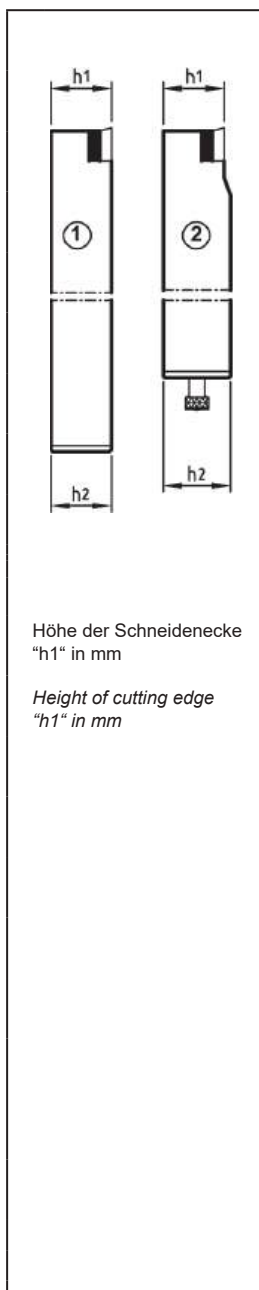 h1 h1
1 2
h2
h2
Höhe der Schneidenecke
“h1“ in mm
Height of cutting edge
“h1“ in mm